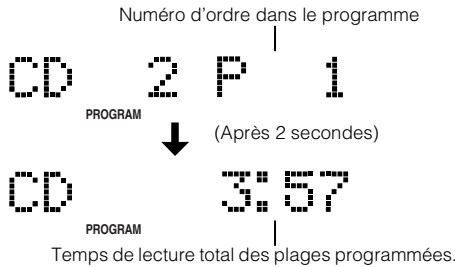 Numéro d'ordre dans le programme
CD 2 P 1
PROGRAM
(Après 2 secondes)
CD 3:57
PROGRAM
Temps de lecture total des plages programmées.